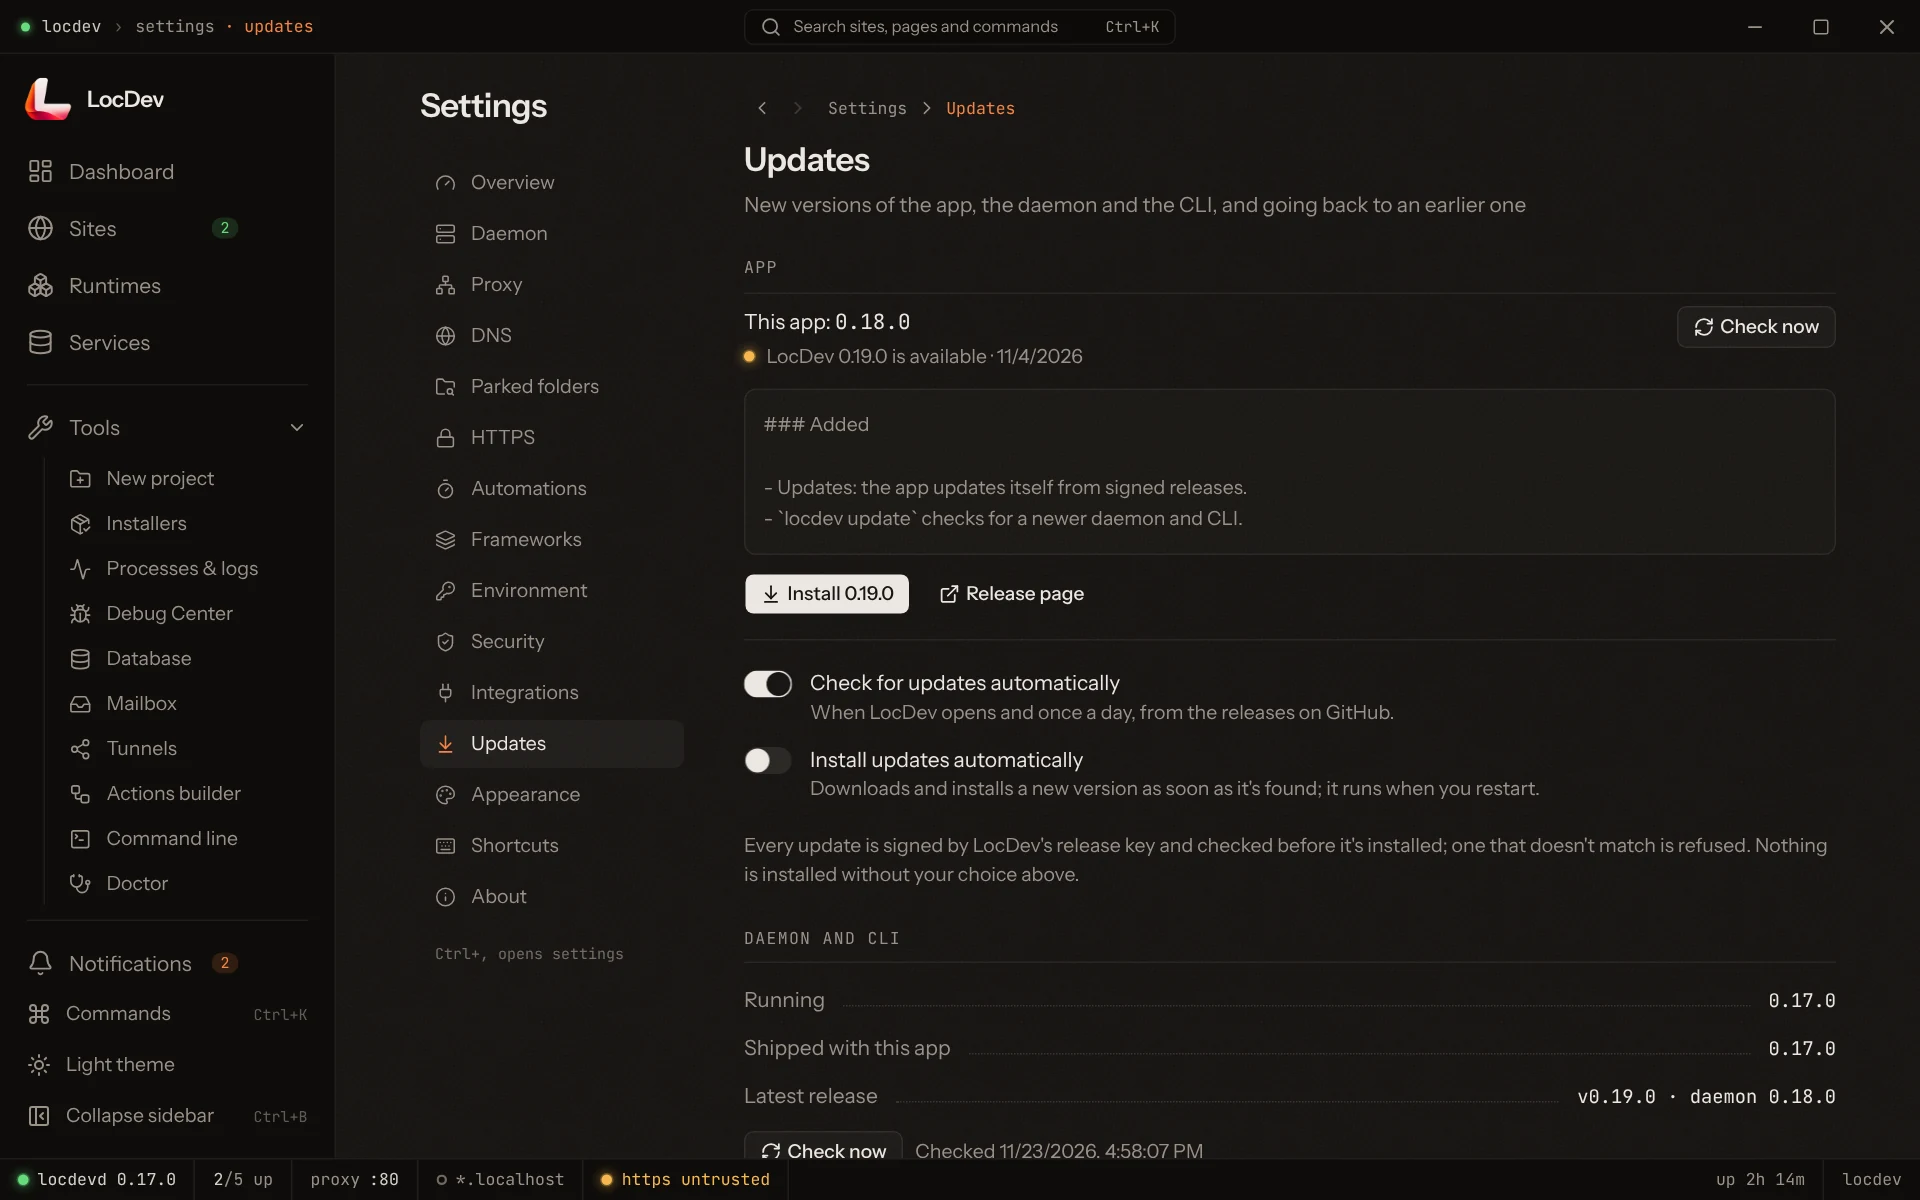 locdev › settings · updates
Search sites, pages and commands Ctrl+K
LocDev
Dashboard
Sites 2
Runtimes
Services
Tools
New project
Installers
Processes & logs
Debug Center
Database
Mailbox
Tunnels
Actions builder
Command line
Doctor
Notifications 2
Commands Ctrl+K
Light theme
Collapse sidebar Ctrl+B
Settings
Overview
Daemon
Proxy
DNS
Parked folders
HTTPS
Automations
Frameworks
Environment
Security
Integrations
Updates
Appearance
Shortcuts
About
Ctrl+, opens settings
Settings > Updates
Updates
New versions of the app, the daemon and the CLI, and going back to an earlier one
APP
This app: 0.18.0
Check now
LocDev 0.19.0 is available · 11/4/2026
### Added
- Updates: the app updates itself from signed releases.
- `locdev update` checks for a newer daemon and CLI.
Install 0.19.0
Release page
Check for updates automatically
When LocDev opens and once a day, from the releases on GitHub.
Install updates automatically
Downloads and installs a new version as soon as it's found; it runs when you restart.
Every update is signed by LocDev's release key and checked before it's installed; one that doesn't match is refused. Nothing
is installed without your choice above.
DAEMON AND CLI
Running 0.17.0
Shipped with this app 0.17.0
Latest release v0.19.0 · daemon 0.18.0
Check now Checked 11/23/2026, 4:58:07 PM
locdevd 0.17.0
2/5 up
proxy :80
*.localhost
https untrusted
up 2h 14m
locdev